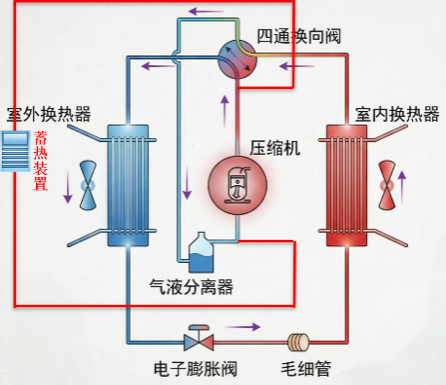 四通换向阀
室外换热器
室内换热器
蓄热装置
压缩机
气液分离器
电子膨胀阀
毛细管